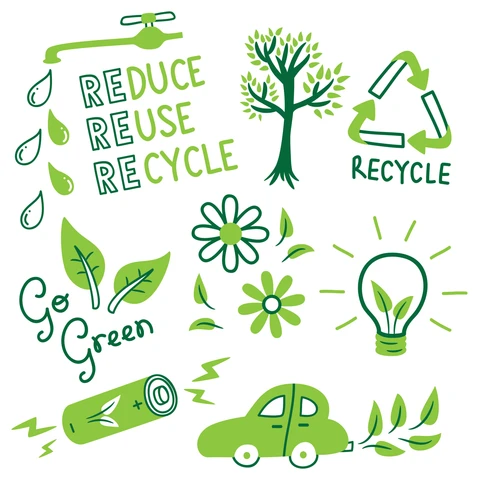 REDUCE
REUSE
RECYCLE
RECYCLE
Go
Green
+
-